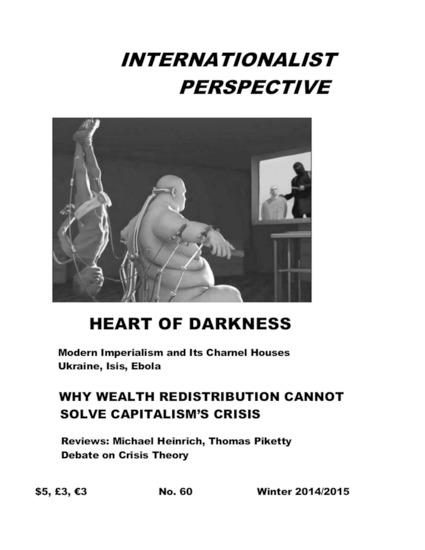 INTERNATIONALIST
PERSPECTIVE
HEART OF DARKNESS
Modern Imperialism and Its Charnel Houses
Ukraine, Isis, Ebola
WHY WEALTH REDISTRIBUTION CANNOT
SOLVE CAPITALISM'S CRISIS
Reviews: Michael Heinrich, Thomas Piketty
Debate on Crisis Theory
$5, £3, €3 No. 60 Winter 2014/2015